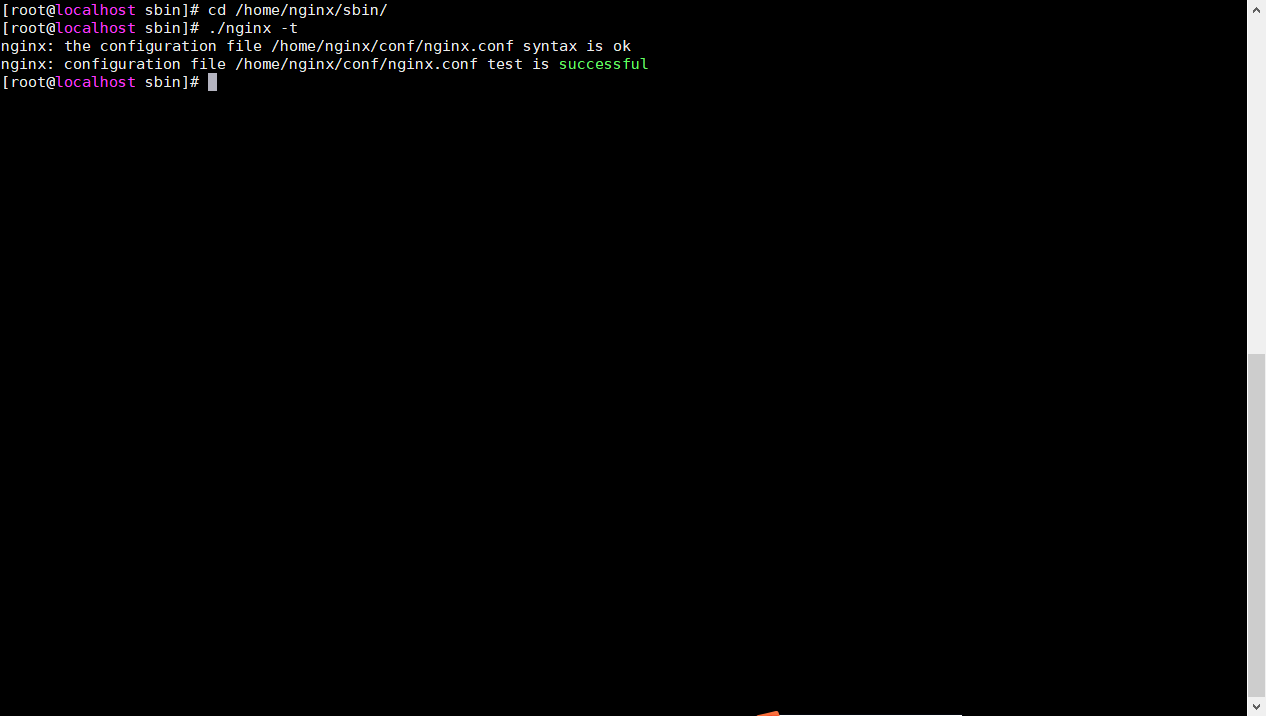 [root@localhost sbin]# cd /home/nginx/sbin/
[root@localhost sbin]# ./nginx -t
nginx: the configuration file /home/nginx/conf/nginx.conf syntax is ok
nginx: configuration file /home/nginx/conf/nginx.conf test is successful
[root@localhost sbin]#